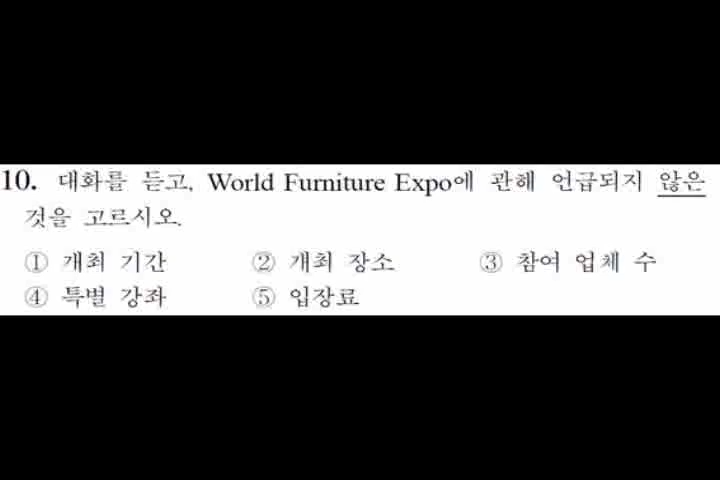 10. 대화를 듣고, World Furniture Expo에 관해 언급되지 않은
것을 고르시오.
① 개최 기간 ② 개최 장소 ③ 참여 업체 수
④ 특별 강좌 ⑤ 입장료